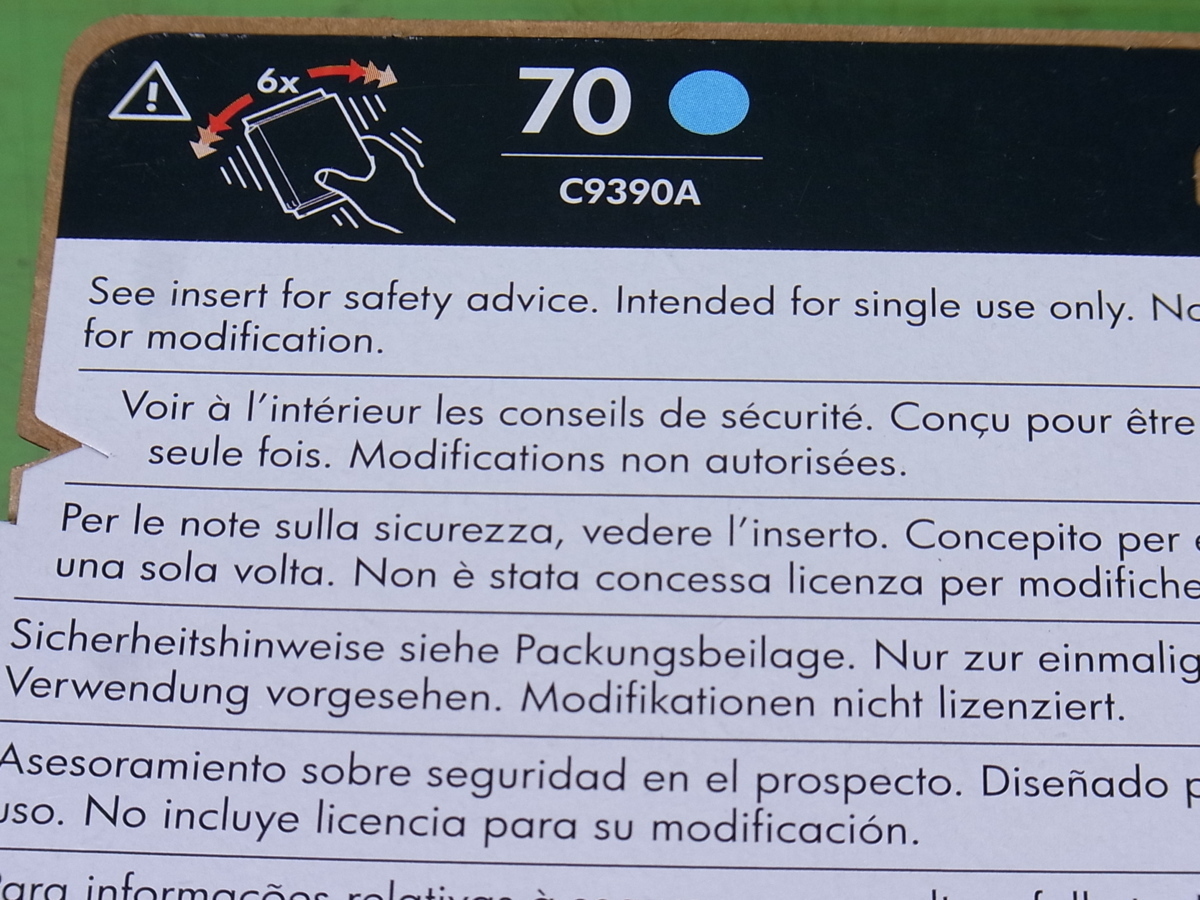 6x
70
C9390A
See insert for safety advice. Intended for single use only.
for modification.
Voir à l'intérieur les conseils de sécurité. Conçu pour être
seule fois. Modifications non autorisées.
Per le note sulla sicurezza, vedere l'inserto. Concepito per
una sola volta. Non è stata concessa licenza per modifiche
Sicherheitshinweise siehe Packungsbeilage. Nur zur einmalig
Verwendung vorgesehen. Modifikationen nicht lizenziert.
Asesoramiento sobre seguridad en el prospecto. Diseñado
uso. No incluye licencia para su modificación.
Para informações relativas à